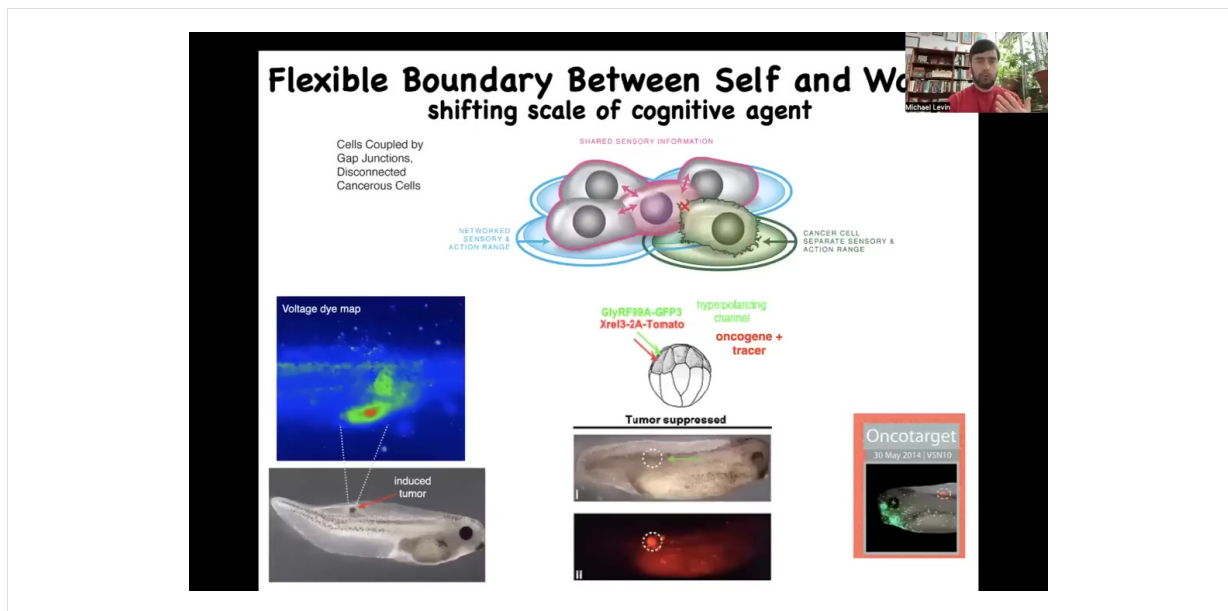 Flexible Boundary Between Self and Wo
shifting scale of cognitive agent
Michael Levin
Cells Coupled by
Gap Junctions,
Disconnected
Cancerous Cells
SHARED SENSORY INFORMATION
NETWORKED
SENSORY &
ACTION RANGE
CANCER CELL
SEPARATE SENSORY &
ACTION RANGE
Voltage dye map
induced
tumor
GlyRF99A-GFP3
Xrel3-2A-Tomato
hyperpolarizing
channel
oncogene +
tracer
Tumor suppressed
I
II
Oncotarget
30 May 2014 | V5N10